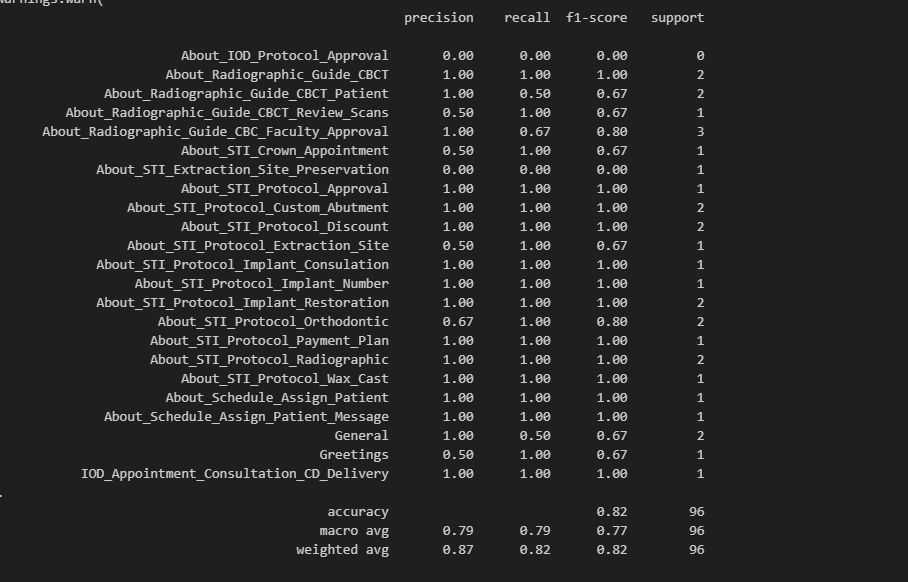 warnings.warn(
precision recall f1-score support
About_IOD_Protocol_Approval 0.00 0.00 0.00 0
About_Radiographic_Guide_CBCT 1.00 1.00 1.00 2
About_Radiographic_Guide_CBCT_Patient 1.00 0.50 0.67 2
About_Radiographic_Guide_CBCT_Review_Scans 0.50 1.00 0.67 1
About_Radiographic_Guide_CBC_Faculty_Approval 1.00 0.67 0.80 3
About_STI_Crown_Appointment 0.50 1.00 0.67 1
About_STI_Extraction_Site_Preservation 0.00 0.00 0.00 1
About_STI_Protocol_Approval 1.00 1.00 1.00 1
About_STI_Protocol_Custom_Abutment 1.00 1.00 1.00 2
About_STI_Protocol_Discount 1.00 1.00 1.00 2
About_STI_Protocol_Extraction_Site 0.50 1.00 0.67 1
About_STI_Protocol_Implant_Consulation 1.00 1.00 1.00 1
About_STI_Protocol_Implant_Number 1.00 1.00 1.00 1
About_STI_Protocol_Implant_Restoration 1.00 1.00 1.00 2
About_STI_Protocol_Orthodontic 0.67 1.00 0.80 2
About_STI_Protocol_Payment_Plan 1.00 1.00 1.00 1
About_STI_Protocol_Radiographic 1.00 1.00 1.00 2
About_STI_Protocol_Wax_Cast 1.00 1.00 1.00 1
About_Schedule_Assign_Patient 1.00 1.00 1.00 1
About_Schedule_Assign_Patient_Message 1.00 1.00 1.00 1
General 1.00 0.50 0.67 2
Greetings 0.50 1.00 0.67 1
IOD_Appointment_Consultation_CD_Delivery 1.00 1.00 1.00 1
.
accuracy 0.82 96
macro avg 0.79 0.79 0.77 96
weighted avg 0.87 0.82 0.82 96